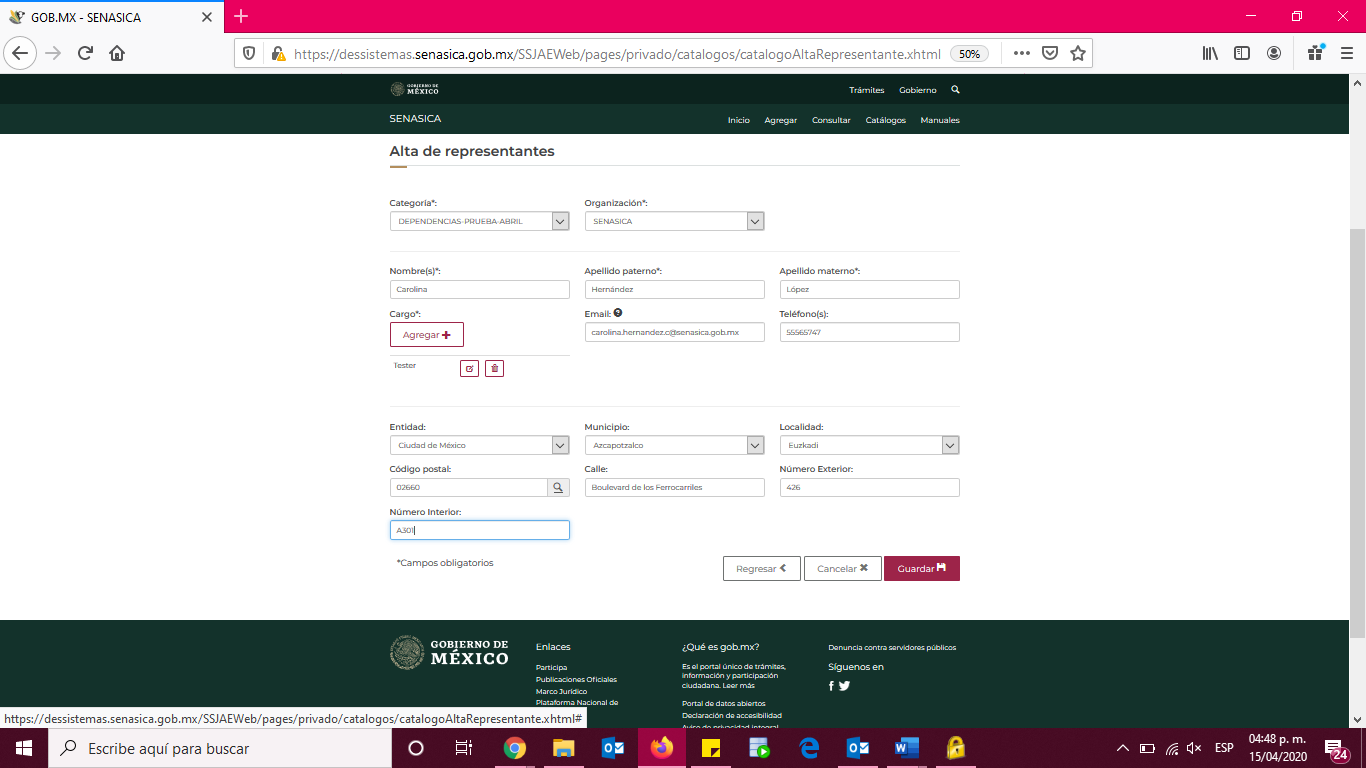 GOB.MX - SENASICA
https://dessistemas.senasica.gob.mx/SSJAEWeb/pages/privado/catalogos/catalogoAltaRepresentante.xhtml 50%
GOBIERNO DE MÉXICO Trámites Gobierno
SENASICA Inicio Agregar Consultar Catálogos Manuales
Alta de representantes
Categoria*: Organización*:
DEPENDENCIAS-PRUEBA-ABRIL SENASICA
Nombre(s)*: Apellido paterno*: Apellido materno*:
Carolina Hernández López
Cargo*: Email: Teléfono(s):
Agregar carolina.hernandez.c@senasica.gob.mx 55565747
Tester
Entidad: Municipio: Localidad:
Ciudad de México Azcapotzalco Euzkadi
Código postal: Calle: Número Exterior:
02660 Boulevard de los Ferrocarriles 426
Número Interior:
A301
*Campos obligatorios Regresar Cancelar Guardar
GOBIERNO DE MÉXICO
Enlaces
Participa
Publicaciones Oficiales
Marco Jurídico
Plataforma Nacional de
¿Qué es gob.mx?
Es el portal único de trámites,
información y participación
ciudadana. Leer más
Portal de datos abiertos
Declaración de accesibilidad
Aviso de privacidad integral
Denuncia contra servidores públicos
Síguenos en
https://dessistemas.senasica.gob.mx/SSJAEWeb/pages/privado/catalogos/catalogoAltaRepresentante.xhtml#
Escribe aquí para buscar ESP 04:48 p. m.
15/04/2020 24